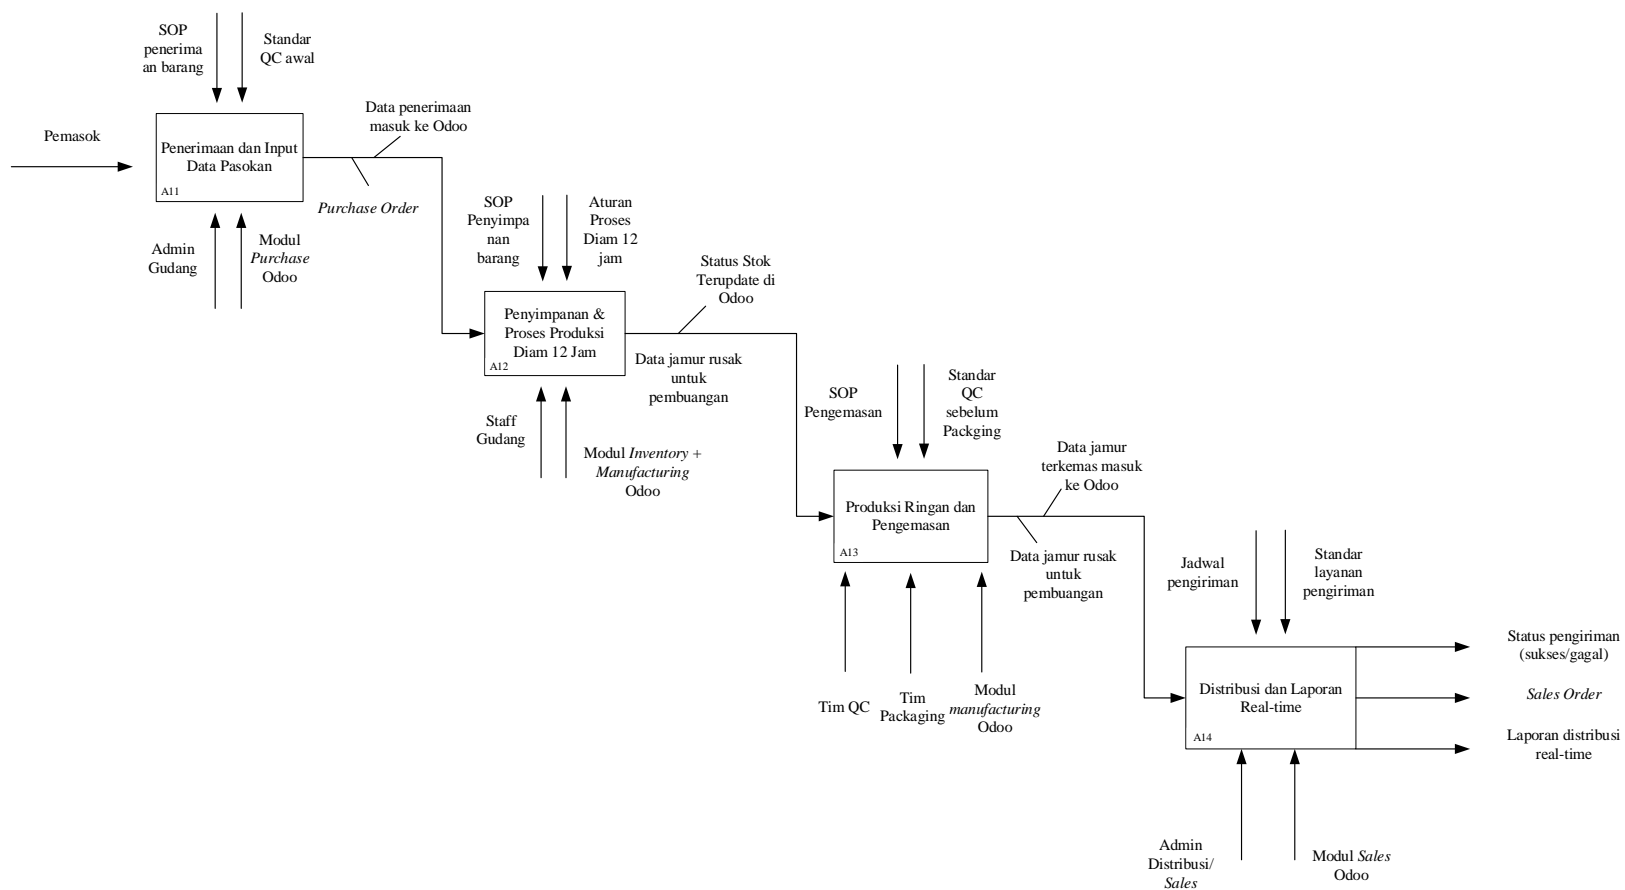 SOP
penerima
an barang
Standar
QC awal
Pemasok
Penerimaan dan Input
Data Pasokan
A11
Data penerimaan
masuk ke Odoo
Purchase Order
Admin
Gudang
Modul
Purchase
Odoo
SOP
Penyimpa
nan
barang
Aturan
Proses
Diam 12
jam
Penyimpanan &
Proses Produksi
Diam 12 Jam
A12
Status Stok
Terupdate di
Odoo
Data jamur rusak
untuk
pembuangan
Staff
Gudang
Modul Inventory +
Manufacturing
Odoo
SOP
Pengemasan
Standar
QC
sebelum
Packging
Produksi Ringan dan
Pengemasan
A13
Data jamur
terkemas masuk
ke Odoo
Data jamur rusak
untuk
pembuangan
Tim QC
Tim
Packaging
Modul
manufacturing
Odoo
Jadwal
pengiriman
Standar
layanan
pengiriman
Distribusi dan Laporan
Real-time
A14
Status pengiriman
(sukses/gagal)
Sales Order
Laporan distribusi
real-time
Admin
Distribusi/
Sales
Modul Sales
Odoo